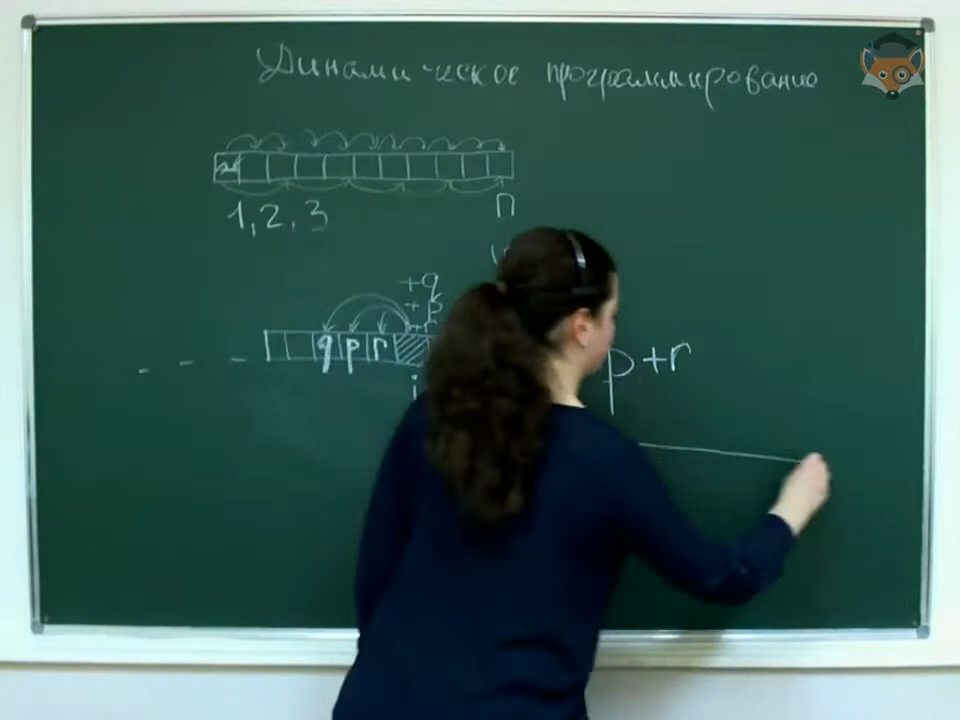 Динамическое программирование
1, 2, 3 n
+q
+p
+r
q p r p+r
i